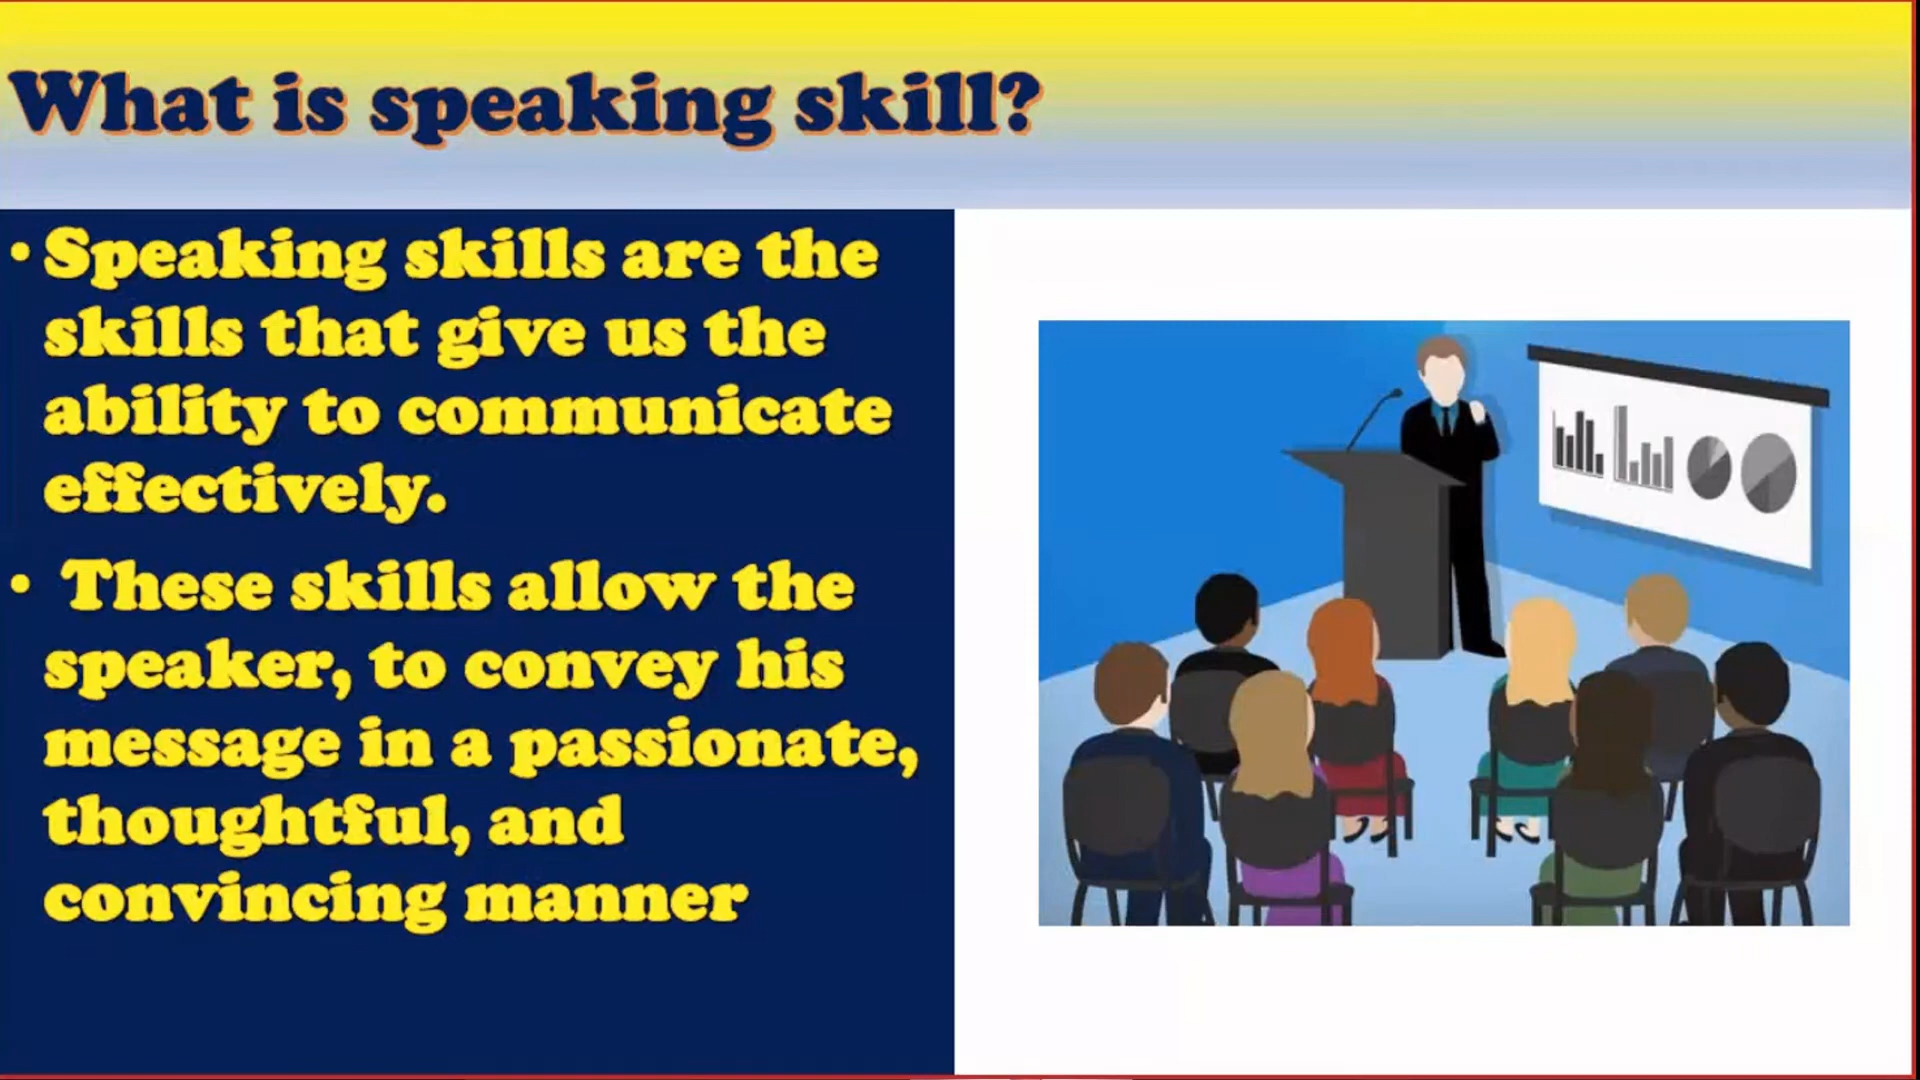 What is speaking skill?
• Speaking skills are the
skills that give us the
ability to communicate
effectively.
• These skills allow the
speaker, to convey his
message in a passionate,
thoughtful, and
convincing manner